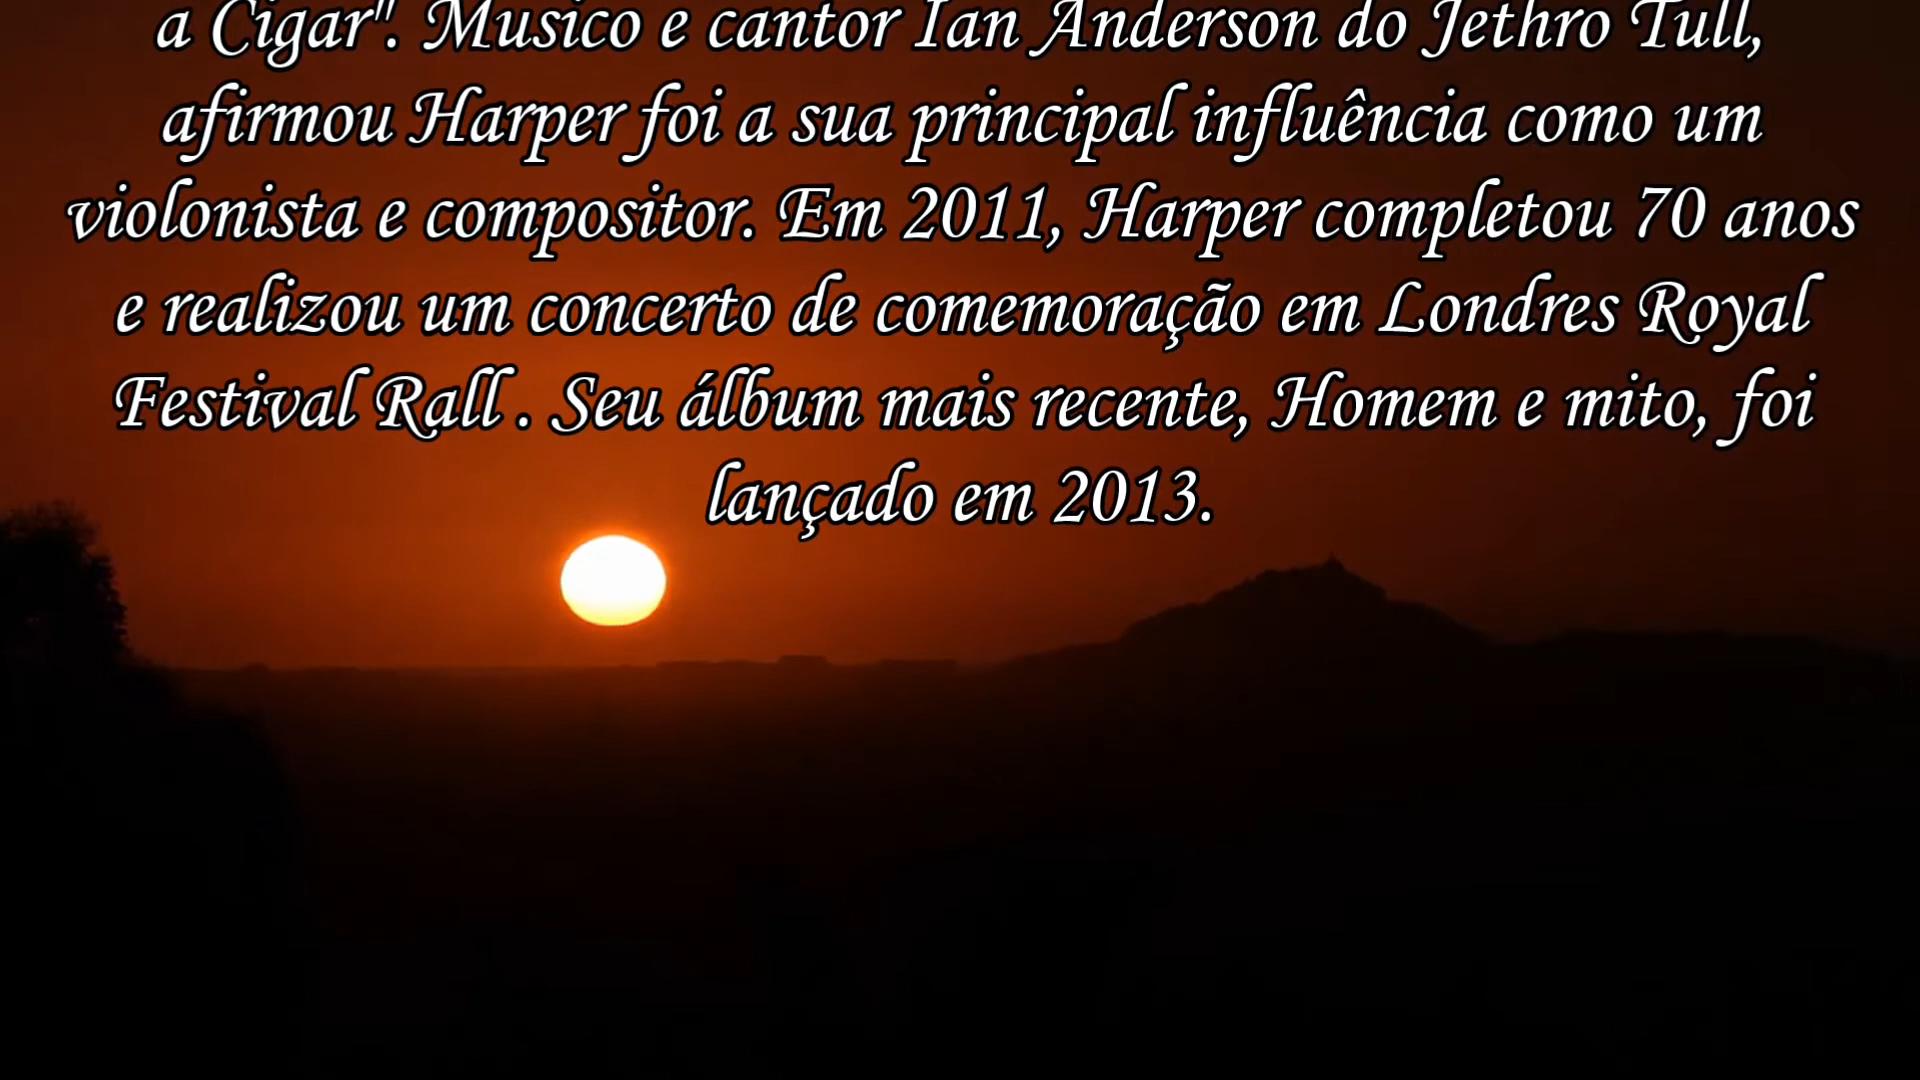 a Cigar". Musico e cantor Ian Anderson do Jethro Tull,
afirmou Harper foi a sua principal influência como um
violonista e compositor. Em 2011, Harper completou 70 anos
e realizou um concerto de comemoração em Londres Royal
Festival Rall . Seu álbum mais recente, Homem e mito, foi
lançado em 2013.